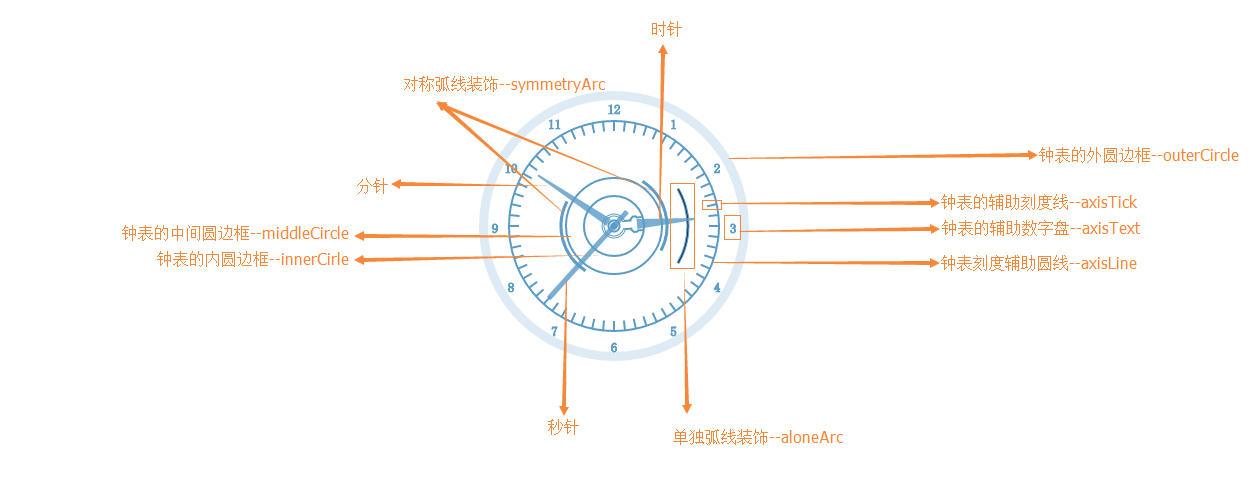 时针
对称弧线装饰--symmetryArc
12
11
1
钟表的外圆边框--outerCircle
10
2
分针
钟表的辅助刻度线--axisTick
9
3
钟表的辅助数字盘--axisText
钟表的中间圆边框--middleCircle
钟表的内圆边框--innerCirle
钟表刻度辅助圆线--axisLine
8
4
7
5
6
秒针
单独弧线装饰--aloneArc